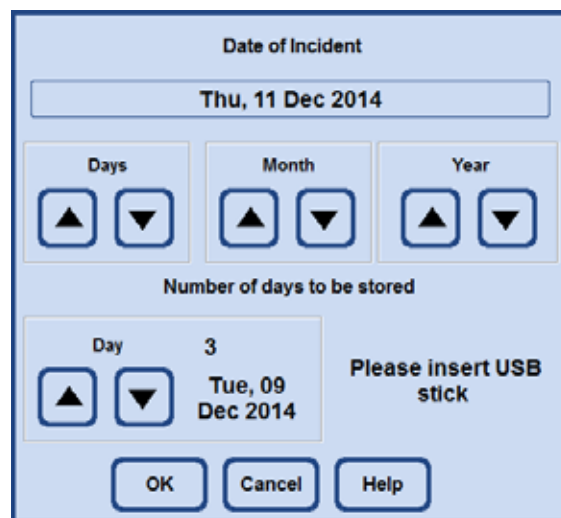 Date of Incident
Thu, 11 Dec 2014
Days
Month
Year
Number of days to be stored
Day
3
Tue, 09
Dec 2014
Please insert USB
stick
OK
Cancel
Help